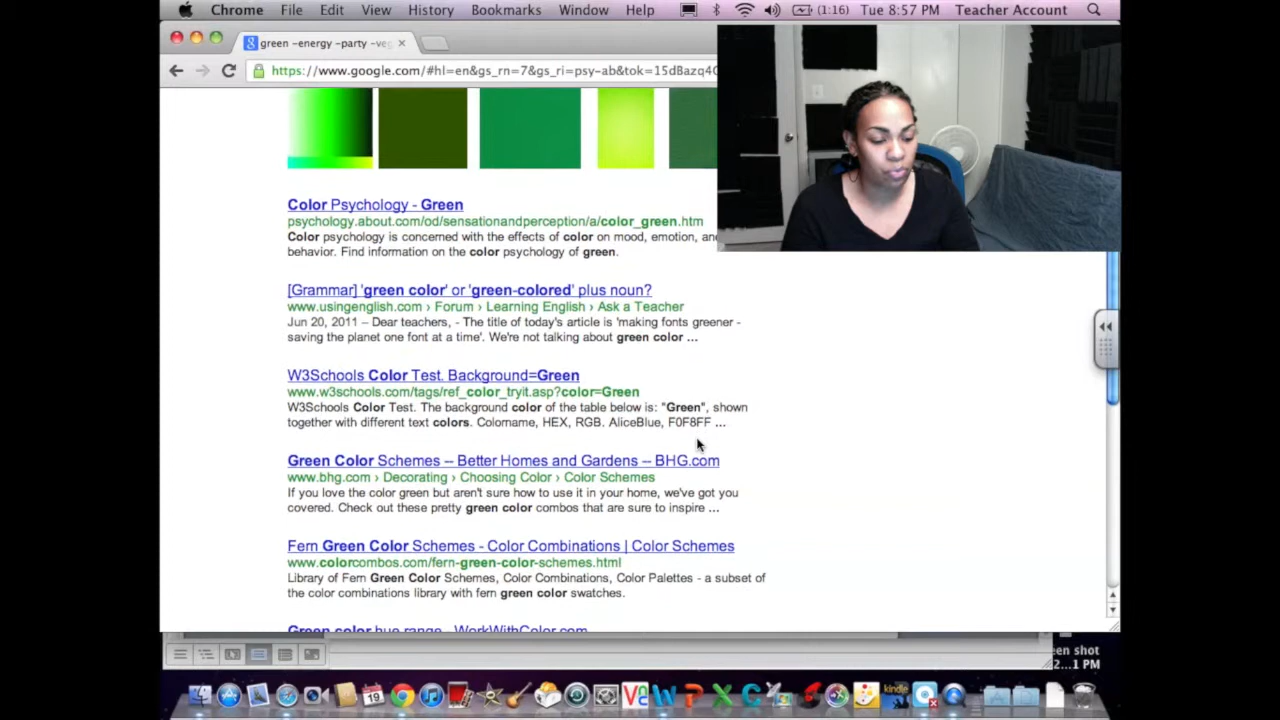 Chrome File Edit View History Bookmarks Window Help (1:16) Tue 8:57 PM Teacher Account
green -energy -party -veg
https://www.google.com/#hl=en&gs_rn=7&gs_ri=psy-ab&tok=15dBazq4
Color Psychology - Green
psychology.about.com/od/sensationandperception/a/color_green.htm
Color psychology is concerned with the effects of color on mood, emotion, and
behavior. Find information on the color psychology of green.
[Grammar] 'green color' or 'green-colored' plus noun?
www.usingenglish.com › Forum › Learning English › Ask a Teacher
Jun 20, 2011 – Dear teachers, - The title of today's article is 'making fonts greener -
saving the planet one font at a time'. We're not talking about green color ...
W3Schools Color Test. Background=Green
www.w3schools.com/tags/ref_color_tryit.asp?color=Green
W3Schools Color Test. The background color of the table below is: "Green", shown
together with different text colors. Colorname, HEX, RGB. AliceBlue, F0F8FF ...
Green Color Schemes – Better Homes and Gardens – BHG.com
www.bhg.com › Decorating › Choosing Color › Color Schemes
If you love the color green but aren't sure how to use it in your home, we've got you
covered. Check out these pretty green color combos that are sure to inspire ...
Fern Green Color Schemes - Color Combinations | Color Schemes
www.colorcombos.com/fern-green-color-schemes.html
Library of Fern Green Color Schemes, Color Combinations, Color Palettes - a subset of
the color combinations library with fern green color swatches.
Green color hue range - WorkWithColor.com
een shot
2...1 PM
19
kindle